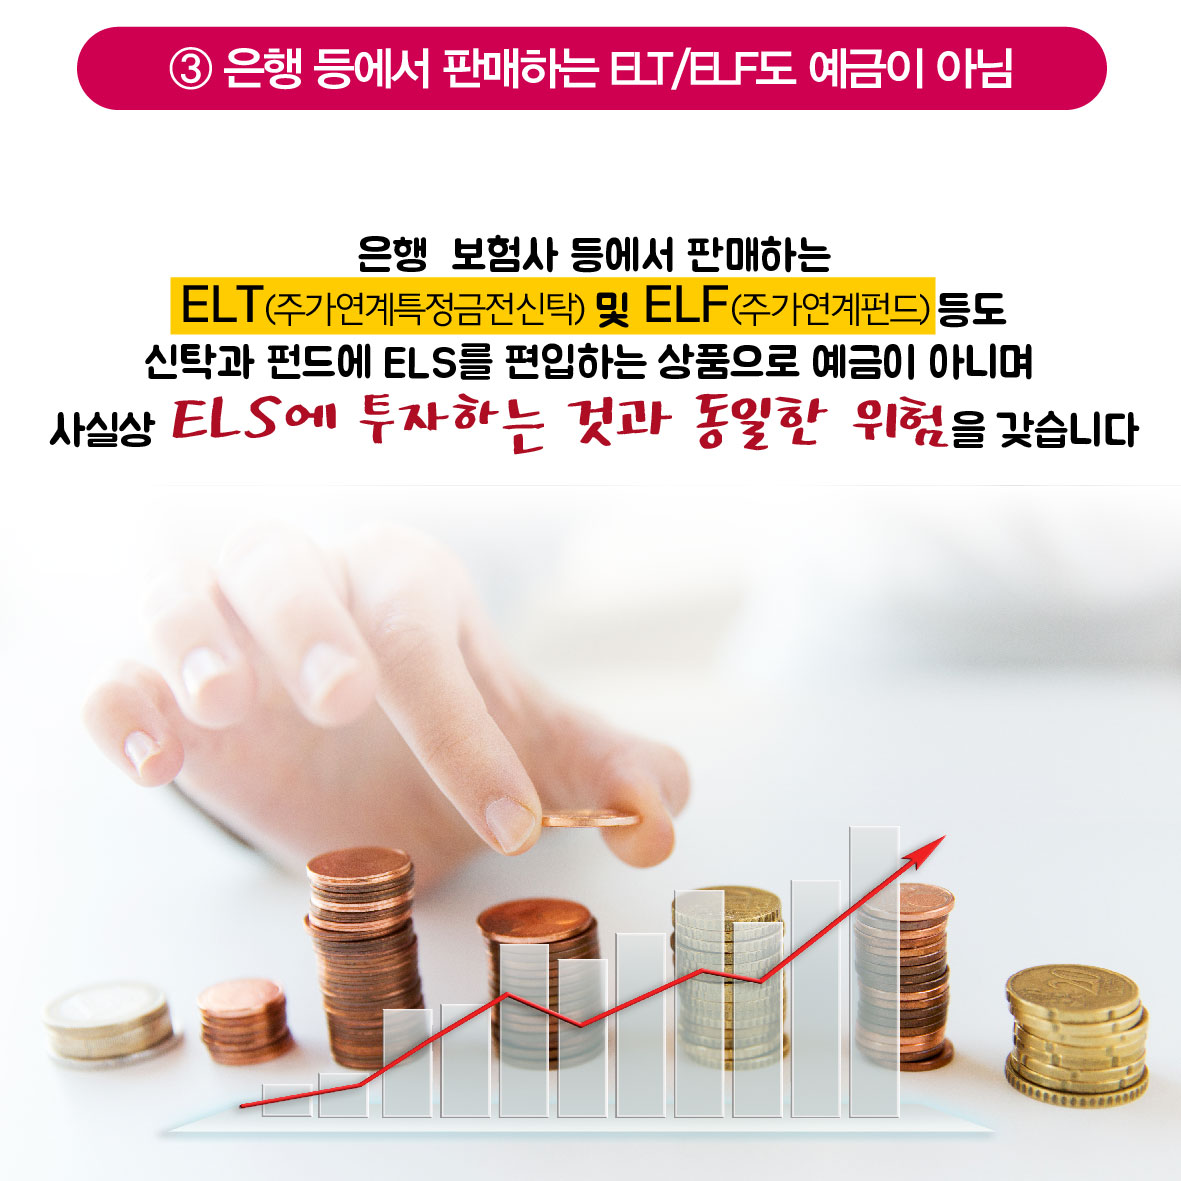 ③ 은행 등에서 판매하는 ELT/ELF도 예금이 아님
은행 보험사 등에서 판매하는
ELT(주가연계특정금전신탁) 및 ELF(주가연계펀드) 등도
신탁과 펀드에 ELS를 편입하는 상품으로 예금이 아니며
사실상 ELS에 투자하는 것과 동일한 위험을 갖습니다
20